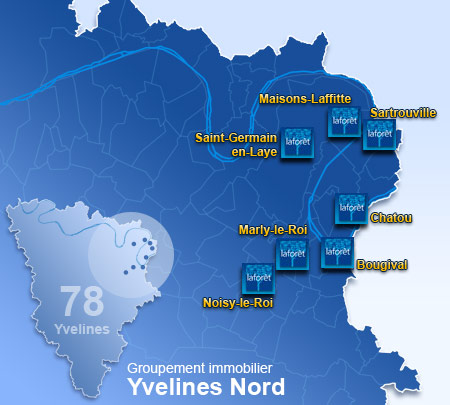 Maisons-Laffitte
laforêt
Sartrouville
laforêt
Saint-Germain
en-Laye
laforêt
laforêt
Chatou
Marly-le-Roi
laforêt
laforêt
Bougival
laforêt
Noisy-le-Roi
78
Yvelines
Groupement immobilier
Yvelines Nord